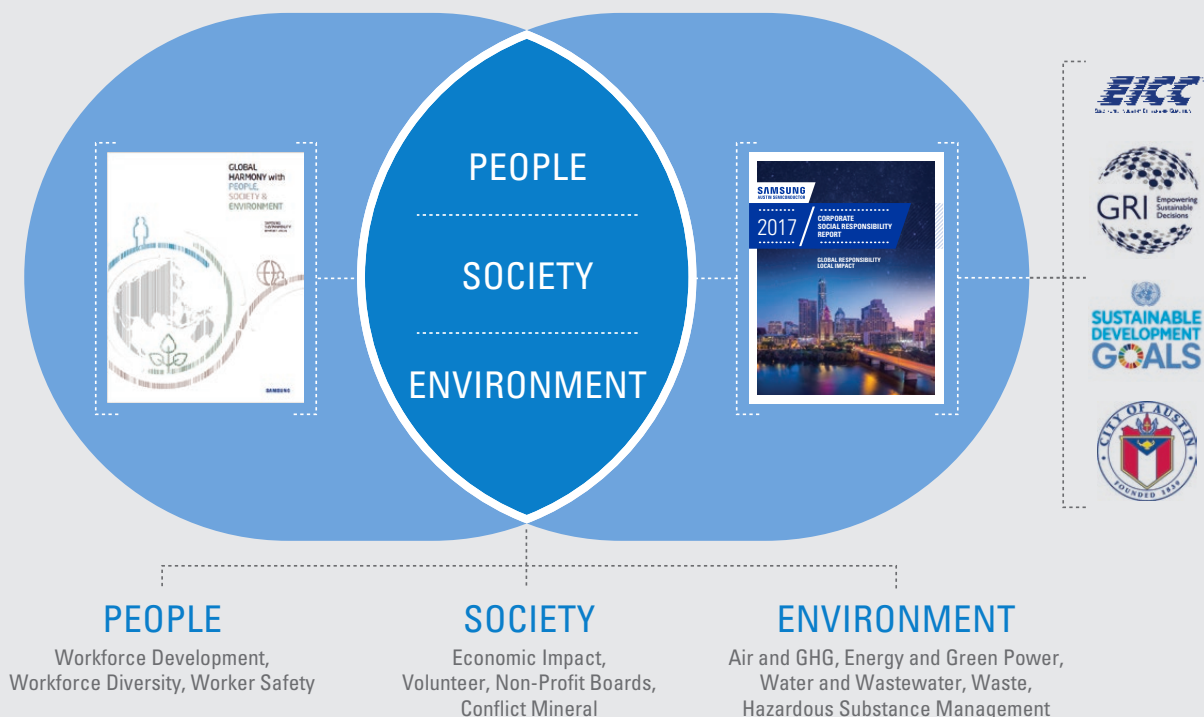 GLOBAL
HARMONY with
PEOPLE,
SOCIETY &
ENVIRONMENT
SAMSUNG
PEOPLE
SOCIETY
ENVIRONMENT
SAMSUNG
AUSTIN SEMICONDUCTOR
2017
CORPORATE
SOCIAL RESPONSIBILITY
REPORT
GLOBAL RESPONSIBILITY
LOCAL IMPACT
EICC
GRI
Empowering
Sustainable
Decisions
SUSTAINABLE
DEVELOPMENT
GOALS
CITY OF AUSTIN
FOUNDED 1839
PEOPLE
Workforce Development,
Workforce Diversity, Worker Safety
SOCIETY
Economic Impact,
Volunteer, Non-Profit Boards,
Conflict Mineral
ENVIRONMENT
Air and GHG, Energy and Green Power,
Water and Wastewater, Waste,
Hazardous Substance Management